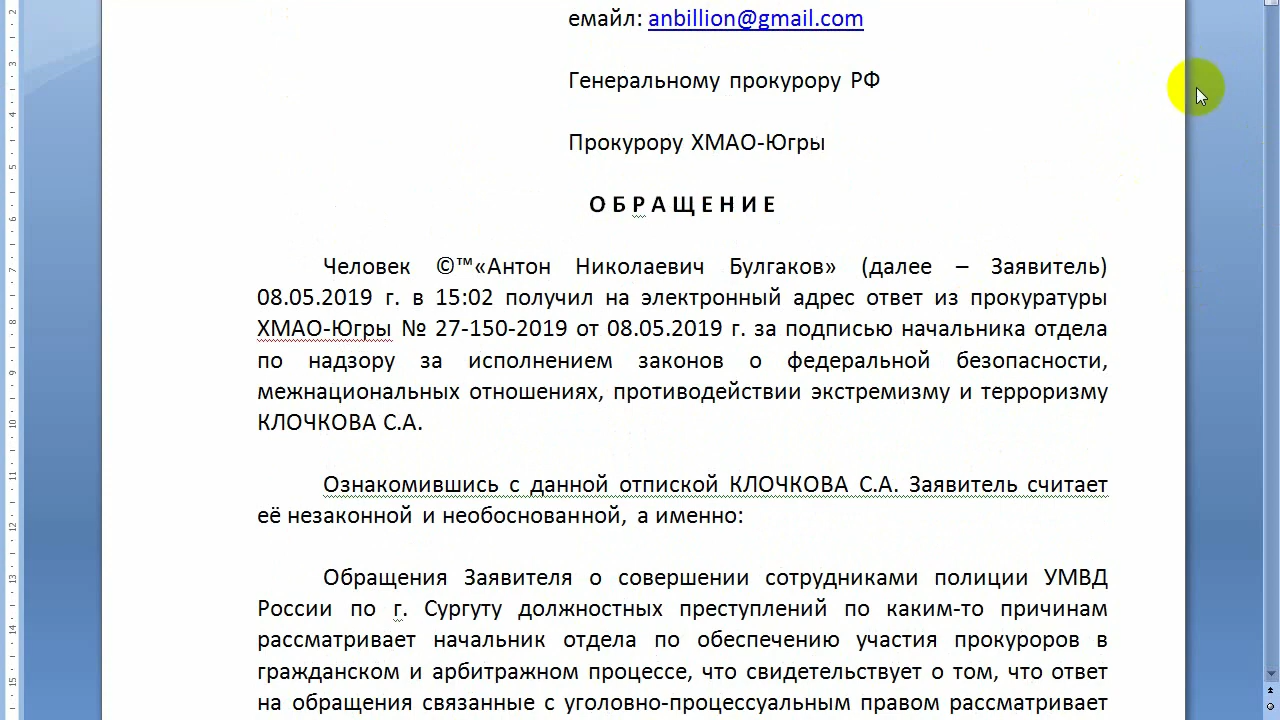 емайл: anbillion@gmail.com
Генеральному прокурору РФ
Прокурору ХМАО-Югры
О Б Р А Щ Е Н И Е
Человек ©™«Антон Николаевич Булгаков» (далее – Заявитель)
08.05.2019 г. в 15:02 получил на электронный адрес ответ из прокуратуры
ХМАО-Югры № 27-150-2019 от 08.05.2019 г. за подписью начальника отдела
по надзору за исполнением законов о федеральной безопасности,
межнациональных отношениях, противодействии экстремизму и терроризму
КЛОЧКОВА С.А.
Ознакомившись с данной отпиской КЛОЧКОВА С.А. Заявитель считает
её незаконной и необоснованной, а именно:
Обращения Заявителя о совершении сотрудниками полиции УМВД
России по г. Сургуту должностных преступлений по каким-то причинам
рассматривает начальник отдела по обеспечению участия прокуроров в
гражданском и арбитражном процессе, что свидетельствует о том, что ответ
на обращения связанные с уголовно-процессуальным правом рассматривает